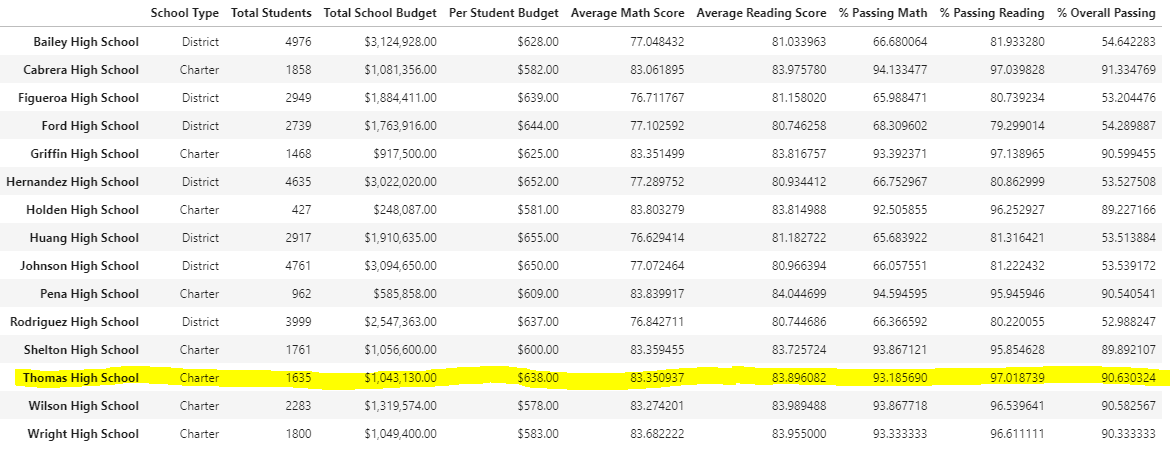 School Type Total Students Total School Budget Per Student Budget Average Math Score Average Reading Score % Passing Math % Passing Reading % Overall Passing
Bailey High School District 4976 $3,124,928.00 $628.00 77.048432 81.033963 66.680064 81.933280 54.642283
Cabrera High School Charter 1858 $1,081,356.00 $582.00 83.061895 83.975780 94.133477 97.039828 91.334769
Figueroa High School District 2949 $1,884,411.00 $639.00 76.711767 81.158020 65.988471 80.739234 53.204476
Ford High School District 2739 $1,763,916.00 $644.00 77.102592 80.746258 68.309602 79.299014 54.289887
Griffin High School Charter 1468 $917,500.00 $625.00 83.351499 83.816757 93.392371 97.138965 90.599455
Hernandez High School District 4635 $3,022,020.00 $652.00 77.289752 80.934412 66.752967 80.862999 53.527508
Holden High School Charter 427 $248,087.00 $581.00 83.803279 83.814988 92.505855 96.252927 89.227166
Huang High School District 2917 $1,910,635.00 $655.00 76.629414 81.182722 65.683922 81.316421 53.513884
Johnson High School District 4761 $3,094,650.00 $650.00 77.072464 80.966394 66.057551 81.222432 53.539172
Pena High School Charter 962 $585,858.00 $609.00 83.839917 84.044699 94.594595 95.945946 90.540541
Rodriguez High School District 3999 $2,547,363.00 $637.00 76.842711 80.744686 66.366592 80.220055 52.988247
Shelton High School Charter 1761 $1,056,600.00 $600.00 83.359455 83.725724 93.867121 95.854628 89.892107
Thomas High School Charter 1635 $1,043,130.00 $638.00 83.350937 83.896082 93.185690 97.018739 90.630324
Wilson High School Charter 2283 $1,319,574.00 $578.00 83.274201 83.989488 93.867718 96.539641 90.582567
Wright High School Charter 1800 $1,049,400.00 $583.00 83.682222 83.955000 93.333333 96.611111 90.333333